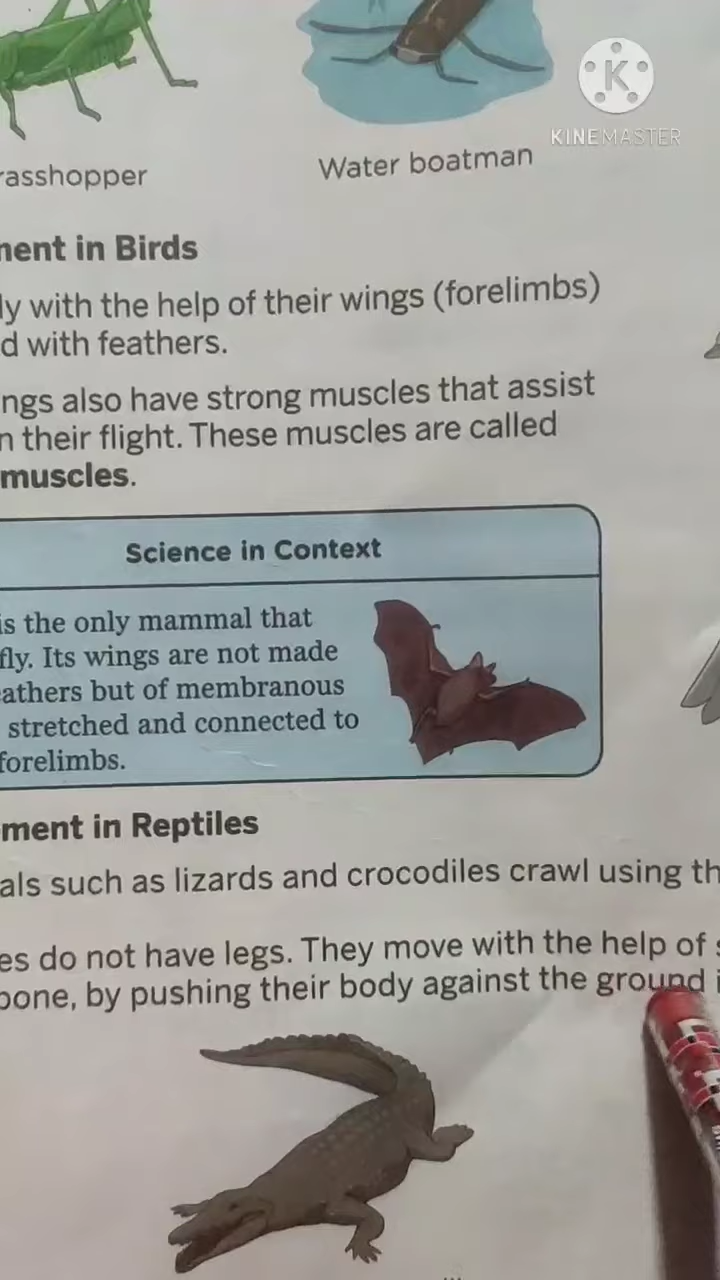 KINEMASTER
rasshopper
Water boatman
ment in Birds
ly with the help of their wings (forelimbs)
d with feathers.
ngs also have strong muscles that assist
n their flight. These muscles are called
muscles.
Science in Context
is the only mammal that
fly. Its wings are not made
eathers but of membranous
stretched and connected to
forelimbs.
ment in Reptiles
als such as lizards and crocodiles crawl using th
es do not have legs. They move with the help of s
bone, by pushing their body against the ground i